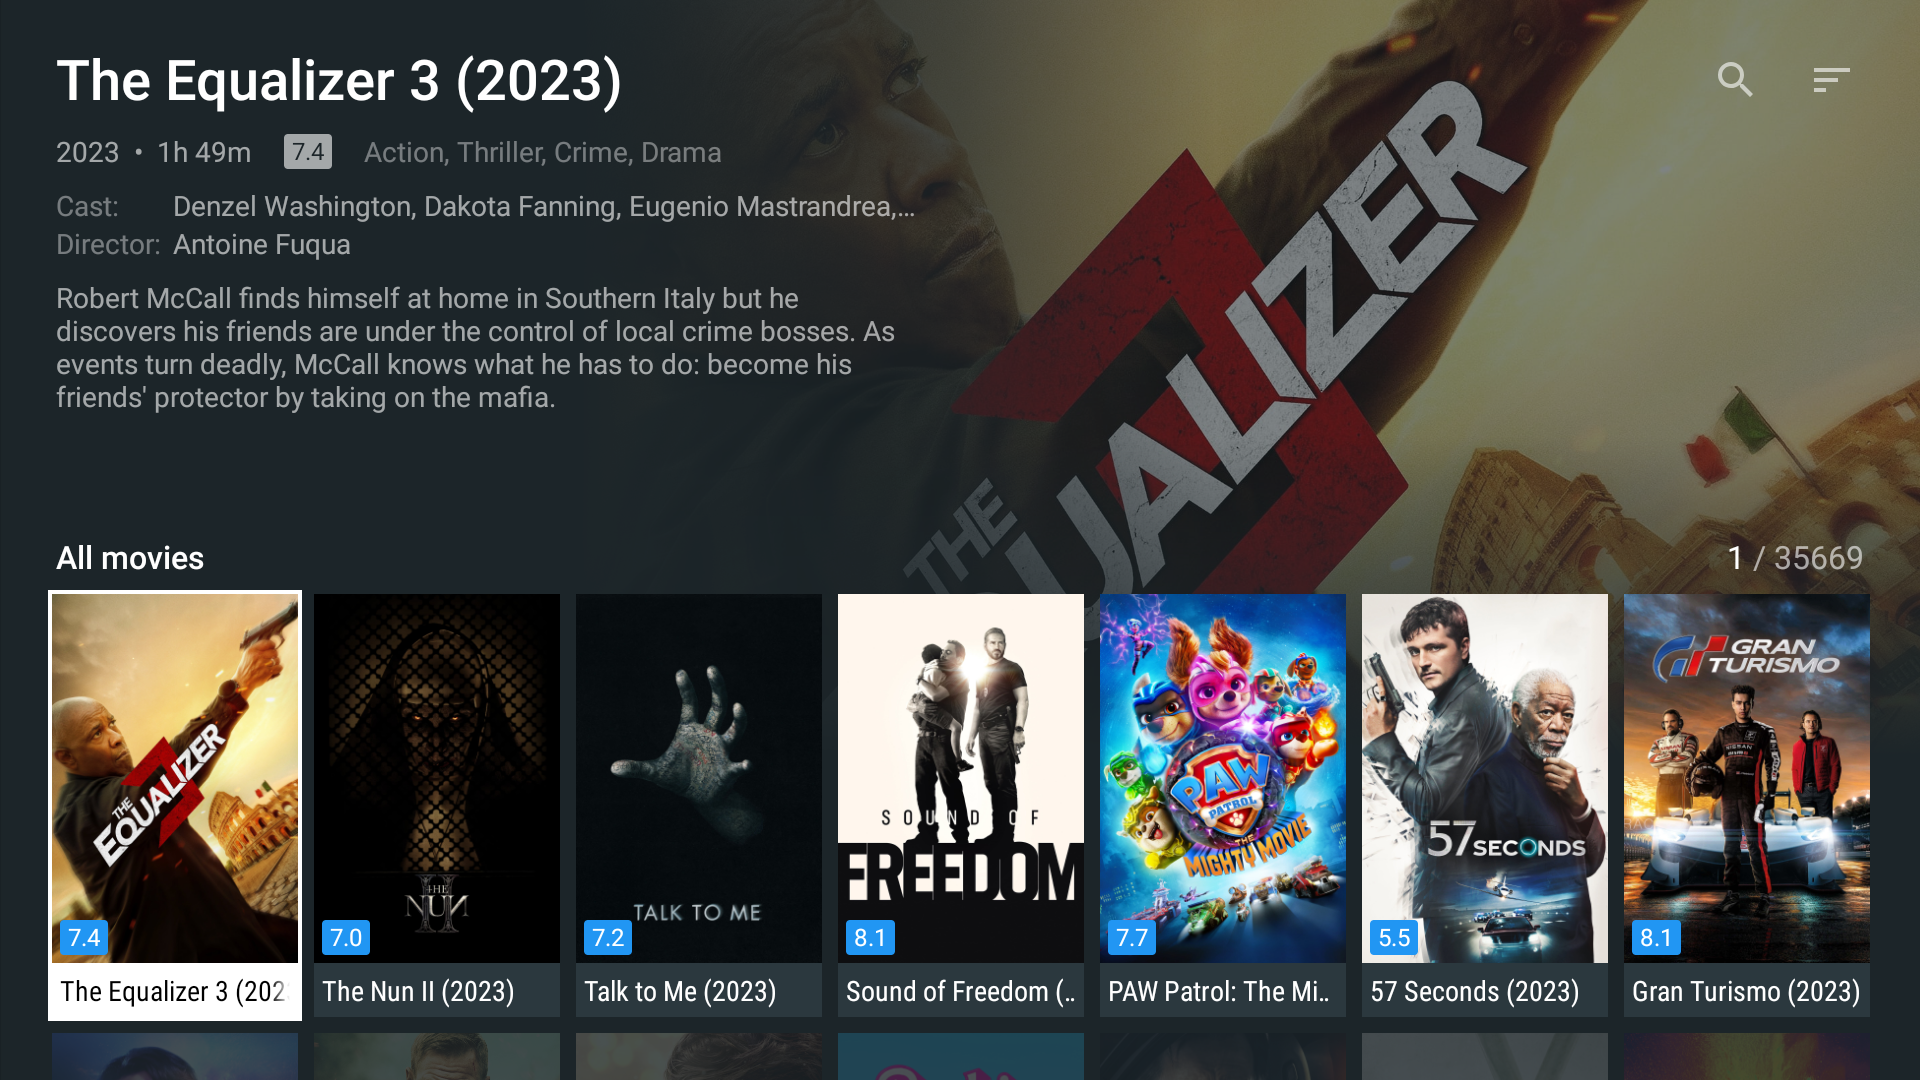 The Equalizer 3 (2023)
2023 • 1h 49m 7.4 Action, Thriller, Crime, Drama
Cast: Denzel Washington, Dakota Fanning, Eugenio Mastrandrea,...
Director: Antoine Fuqua
Robert McCall finds himself at home in Southern Italy but he
discovers his friends are under the control of local crime bosses. As
events turn deadly, McCall knows what he has to do: become his
friends' protector by taking on the mafia.
THE
UALIZER
All movies
1 / 35669
THE
EQUALIZER
7.4
The Equalizer 3 (202
THE
NUN
II
7.0
The Nun II (2023)
TALK TO ME
7.2
Talk to Me (2023)
SOUND OF
FREEDOM
8.1
Sound of Freedom (..
PAW
PATROL
THE
MIGHTY MOVIE
7.7
PAW Patrol: The Mi..
57 SECONDS
5.5
57 Seconds (2023)
GRAN
TURISMO
NISSAN
8.1
Gran Turismo (2023)